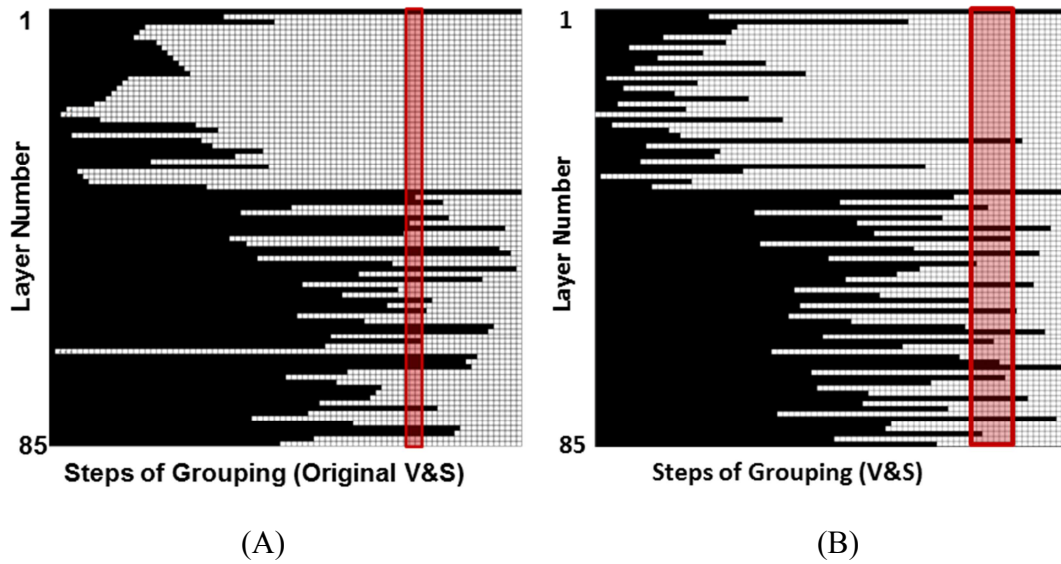 1
Layer Number
85
Steps of Grouping (Original V&S)
(A)
1
Layer Number
85
Steps of Grouping (V&S)
(B)